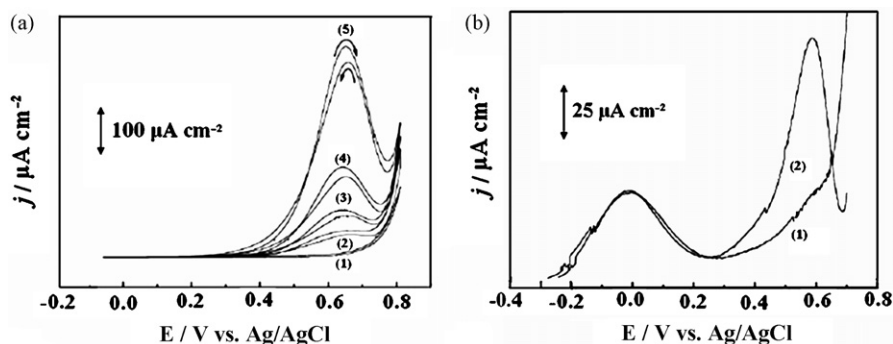 (a)
j / μA cm⁻²
100 μA cm⁻²
(5)
(4)
(3)
(2)
(1)
-0.2 0.0 0.2 0.4 0.6 0.8
E / V vs. Ag/AgCl
(b)
j / μA cm⁻²
25 μA cm⁻²
(2)
(1)
-0.4 -0.2 0.0 0.2 0.4 0.6 0.8
E / V vs. Ag/AgCl